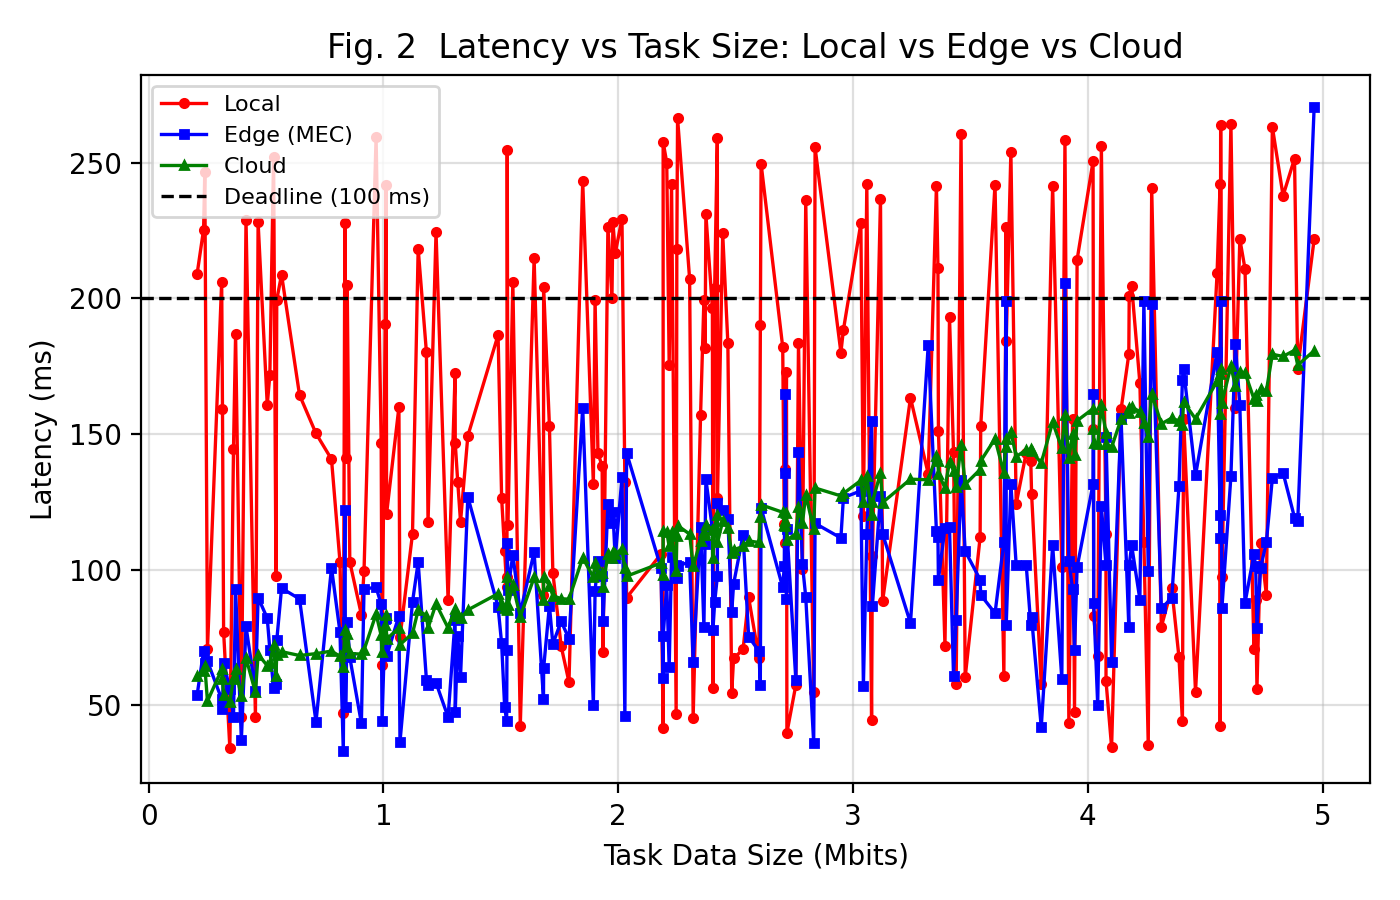 Fig. 2  Latency vs Task Size: Local vs Edge vs Cloud
Local
Edge (MEC)
Cloud
Deadline (100 ms)
Latency (ms)
250
200
150
100
50
0
1
2
3
4
5
Task Data Size (Mbits)